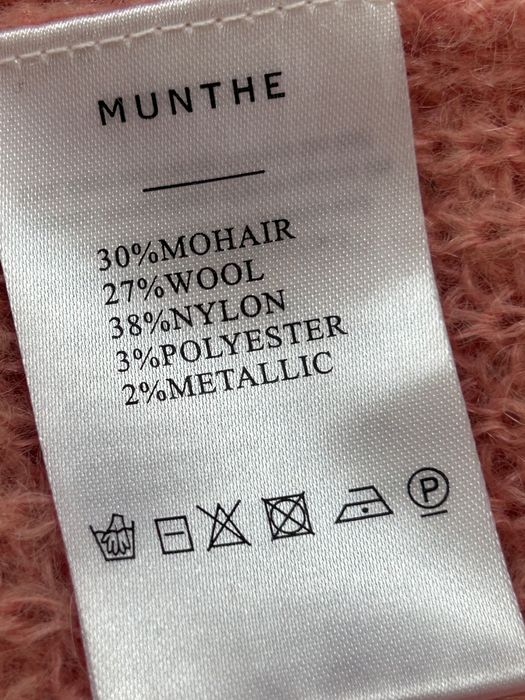 MUNTHE
30%MOHAIR
27%WOOL
38%NYLON
3%POLYESTER
2%METALLIC
P